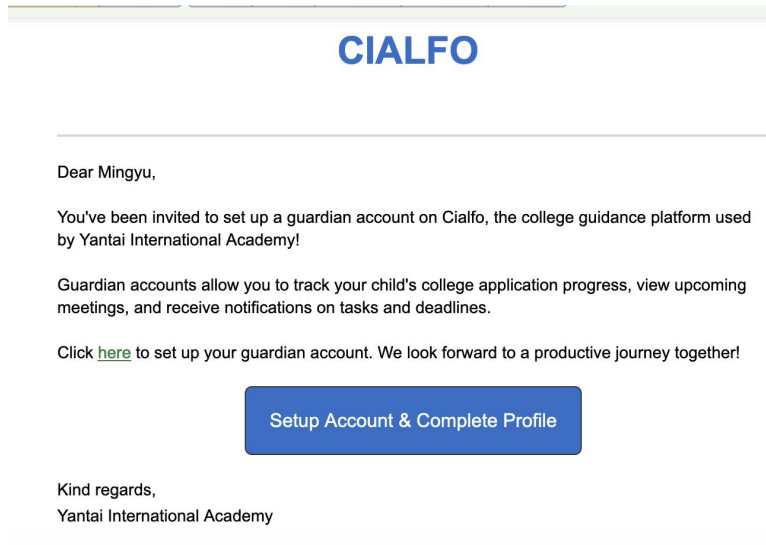 CIALFO
Dear Mingyu,
You've been invited to set up a guardian account on Cialfo, the college guidance platform used
by Yantai International Academy!
Guardian accounts allow you to track your child's college application progress, view upcoming
meetings, and receive notifications on tasks and deadlines.
Click here to set up your guardian account. We look forward to a productive journey together!
Setup Account & Complete Profile
Kind regards,
Yantai International Academy